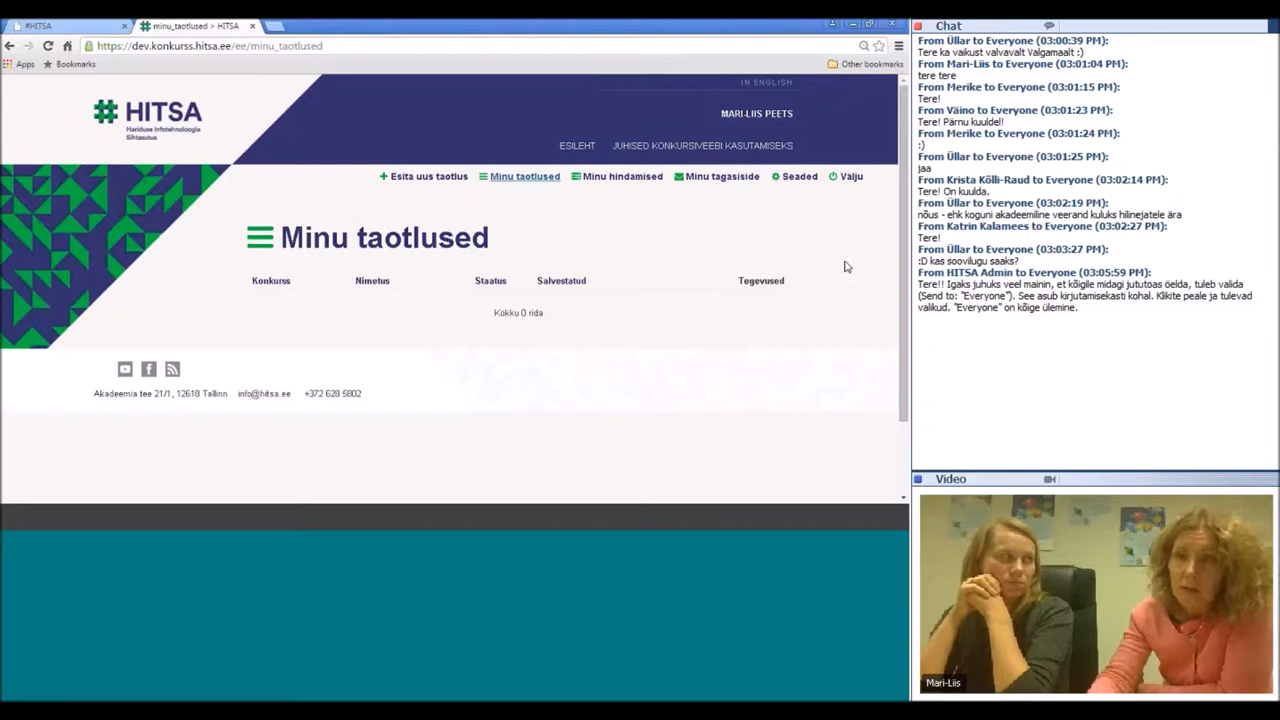 #HITSA
minu_taotlused > HITSA
https://dev.konkurss.hitsa.ee/ee/minu_taotlused
Apps
Bookmarks
Other bookmarks
IN ENGLISH
HITSA
Hariduse Infotehnoloogia
Sihtasutus
MARI-LIIS PEETS
ESILEHT JUHISED KONKURSIVEEBI KASUTAMISEKS
Esita uus taotlus Minu taotlused Minu hindamised Minu tagasiside Seaded Välju
Minu taotlused
Konkurss Nimetus Staatus Salvestatud Tegevused
Kokku 0 rida
Akadeemia tee 21/1, 12618 Tallinn info@hitsa.ee +372 628 5802
Chat
From Üllar to Everyone (03:00:39 PM):
Tere ka vaikust valvavalt Valgamaalt :)
From Mari-Liis to Everyone (03:01:04 PM):
tere tere
From Merike to Everyone (03:01:15 PM):
Tere!
From Väino to Everyone (03:01:23 PM):
Tere! Pärnu kuuldel!
From Merike to Everyone (03:01:24 PM):
:)
From Üllar to Everyone (03:01:25 PM):
jaa
From Krista Kõlli-Raud to Everyone (03:02:14 PM):
Tere! On kuulda.
From Üllar to Everyone (03:02:19 PM):
nõus - ehk koguni akadeemiline veerand kuluks hilinejatele ära
From Katrin Kalamees to Everyone (03:02:27 PM):
Tere!
From Üllar to Everyone (03:03:27 PM):
:D kas soovilugu saaks?
From HITSA Admin to Everyone (03:05:59 PM):
Tere!! Igaks juhuks veel mainin, et kõigile midagi jututoas öelda, tuleb valida
(Send to: "Everyone"). See asub kirjutamisekasti kohal. Klikite peale ja tulevad
valikud. "Everyone" on kõige ülemine.
Video
Mari-Liis